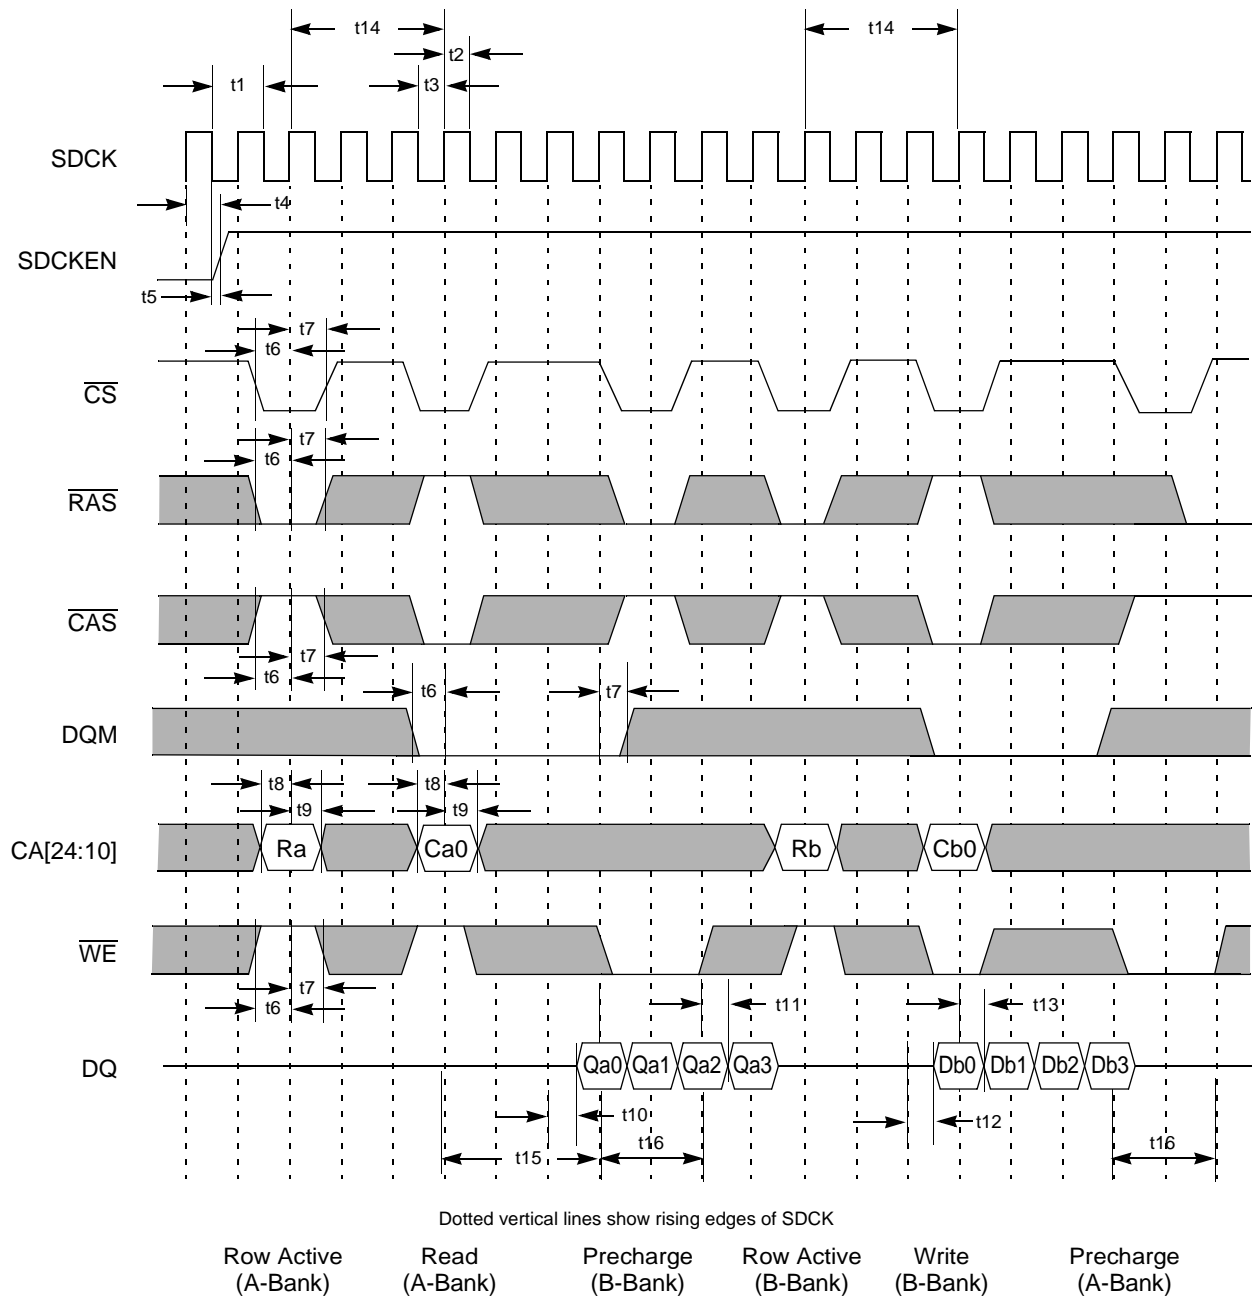 t14
t14
t2
t1
t3
SDCK
t4
SDCKEN
t5
t7
t6
CS
t7
t6
RAS
CAS
t7
t6
t6
t7
DQM
t8
t8
t9
t9
CA[24:10]
Ra
Ca0
Rb
Cb0
WE
t7
t6
t11
t13
DQ
Qa0
Qa1
Qa2
Qa3
Db0
Db1
Db2
Db3
t10
t12
t15
t16
t16
Dotted vertical lines show rising edges of SDCK
Row Active
(A-Bank)
Read
(A-Bank)
Precharge
(B-Bank)
Row Active
(B-Bank)
Write
(B-Bank)
Precharge
(A-Bank)